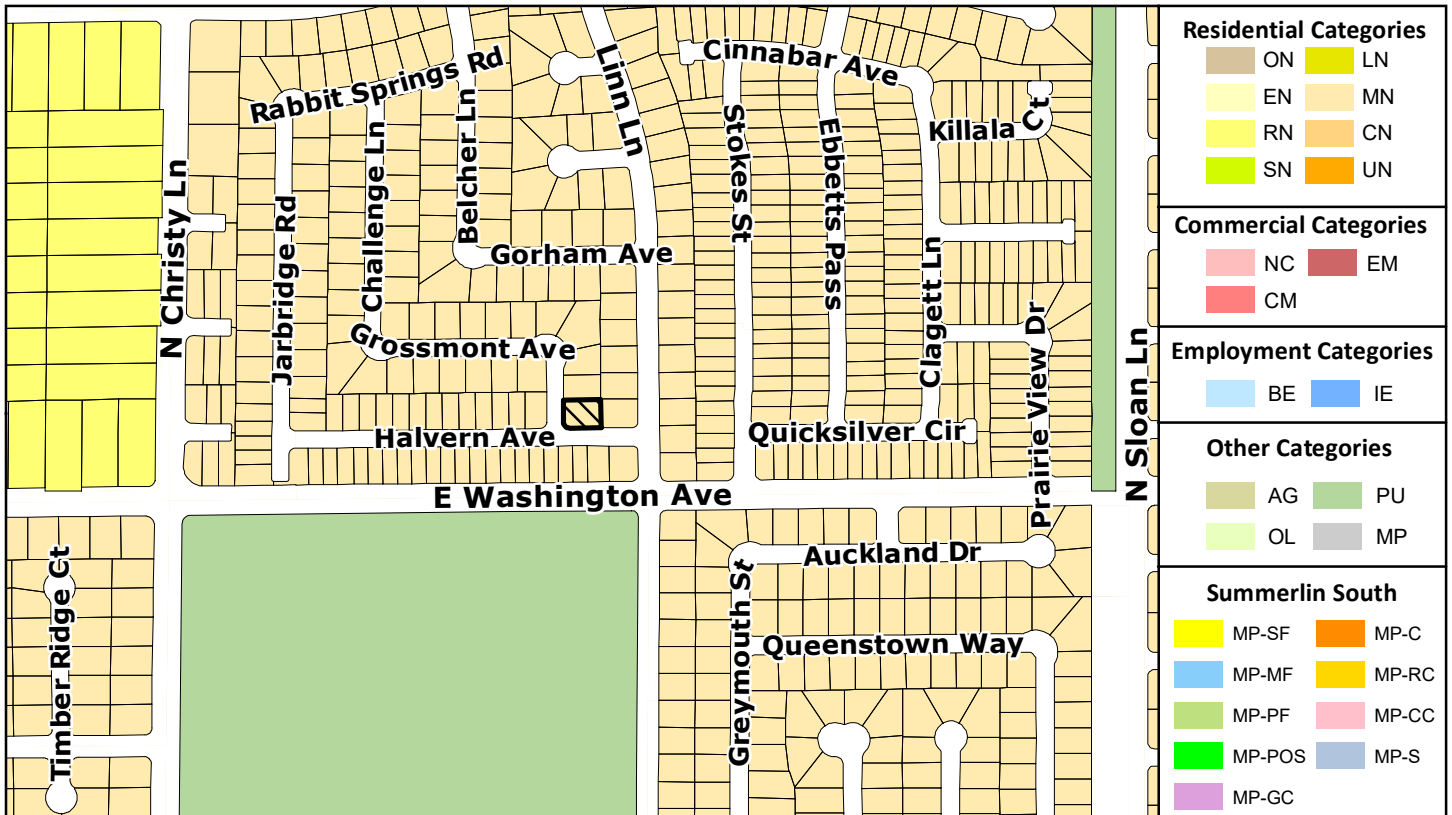 Rabbit Springs Rd
Linn Ln
Cinnabar Ave
Killala Ct
N Christy Ln
Jarbridge Rd
Challenge Ln
Belcher Ln
Stokes St
Ebbetts Pass
Clagett Ln
Gorham Ave
Grossmont Ave
Halvern Ave
Quicksilver Cir
Prairie View Dr
N Sloan Ln
E Washington Ave
Timber Ridge Ct
Greymouth St
Auckland Dr
Queenstown Way
Residential Categories
ON LN
EN MN
RN CN
SN UN
Commercial Categories
NC EM
CM
Employment Categories
BE IE
Other Categories
AG PU
OL MP
Summerlin South
MP-SF MP-C
MP-MF MP-RC
MP-PF MP-CC
MP-POS MP-S
MP-GC